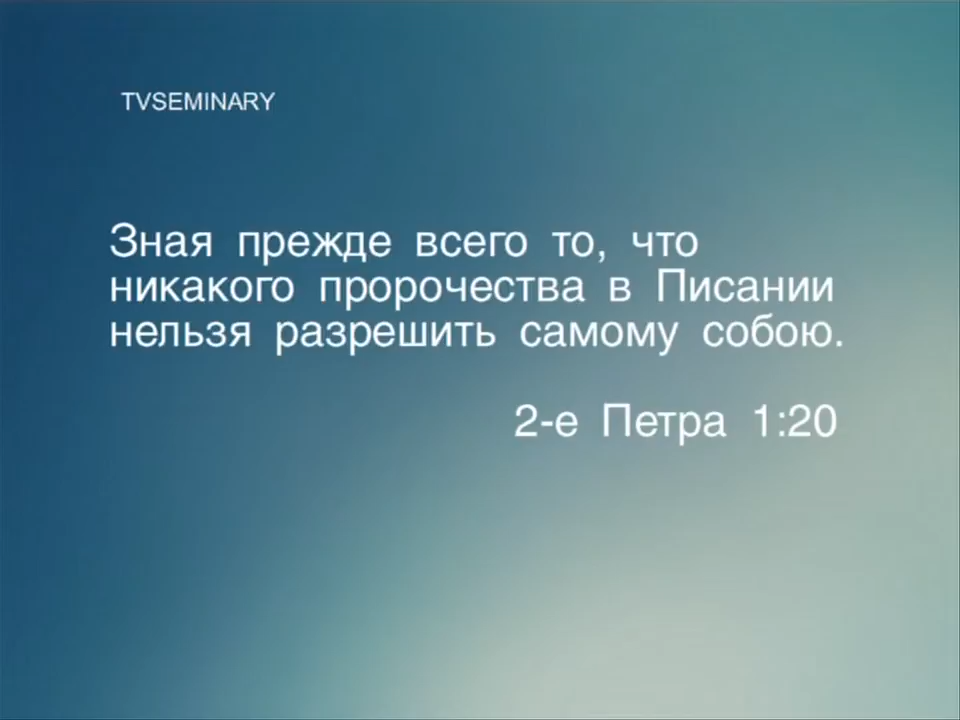 TVSEMINARY
Зная прежде всего то, что
никакого пророчества в Писании
нельзя разрешить самому собою.
2-е Петра 1:20